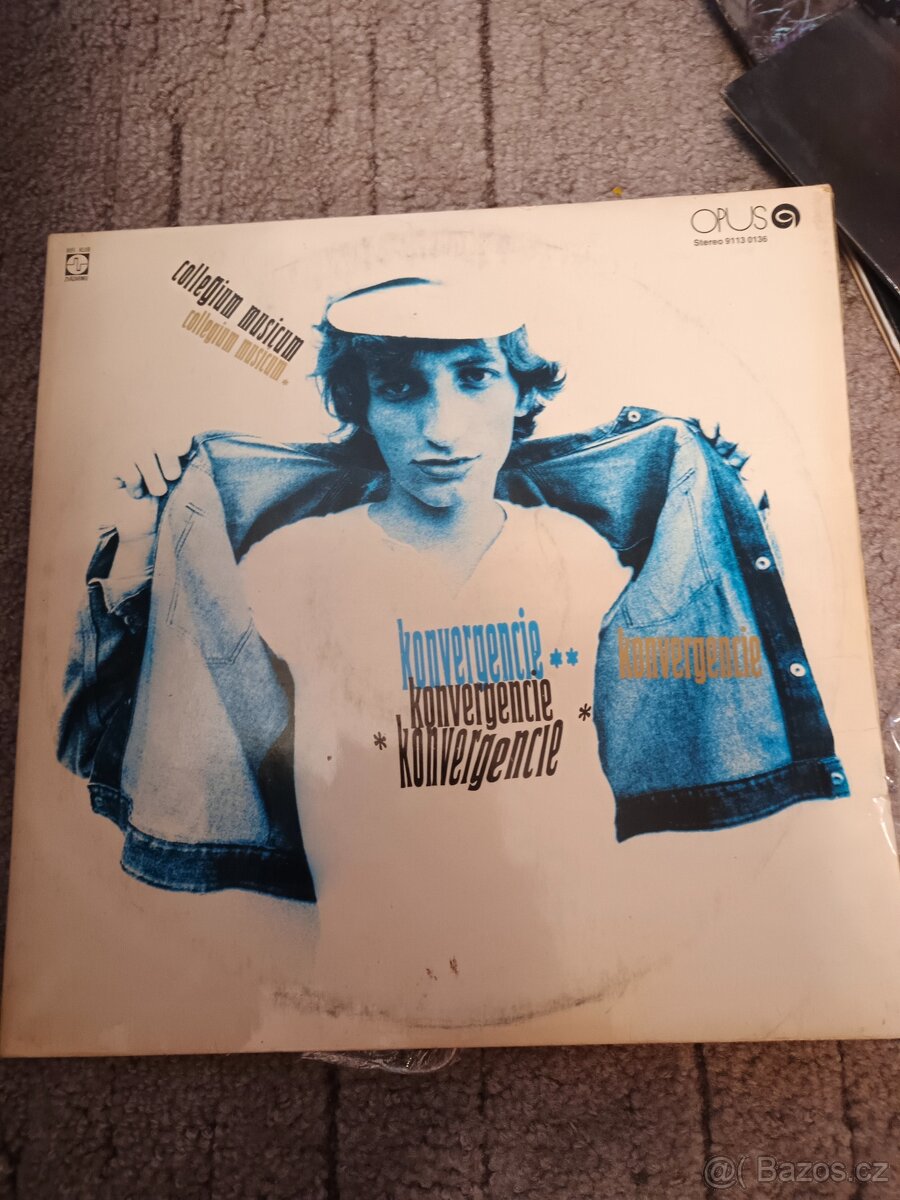 OPUS
Stereo 9113 0136
collegium musicum
collegium musicum*
konvergencie **
konvergencie
konvergencie
* konvergencie *
@( Bazos.cz